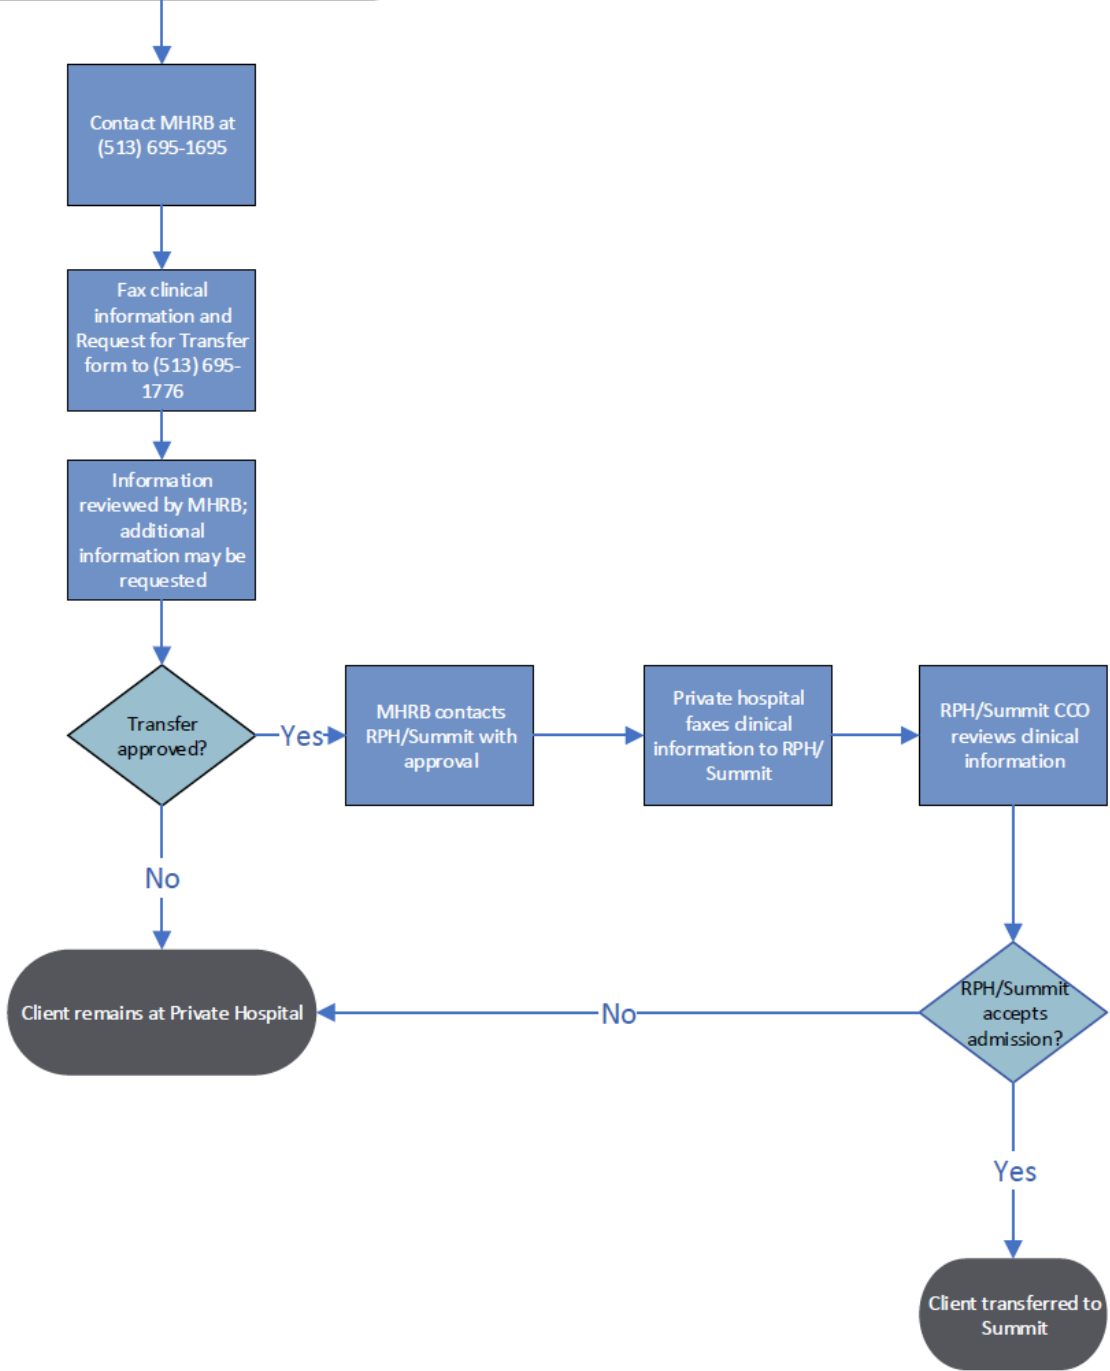 Contact MHRB at
(513) 695-1695
Fax clinical
information and
Request for Transfer
form to (513) 695-
1776
Information
reviewed by MHRB;
additional
information may be
requested
Transfer
approved?
Yes
MHRB contacts
RPH/Summit with
approval
Private hospital
faxes clinical
information to RPH/
Summit
RPH/Summit CCO
reviews clinical
information
No
Client remains at Private Hospital
No
RPH/Summit
accepts
admission?
Yes
Client transferred to
Summit